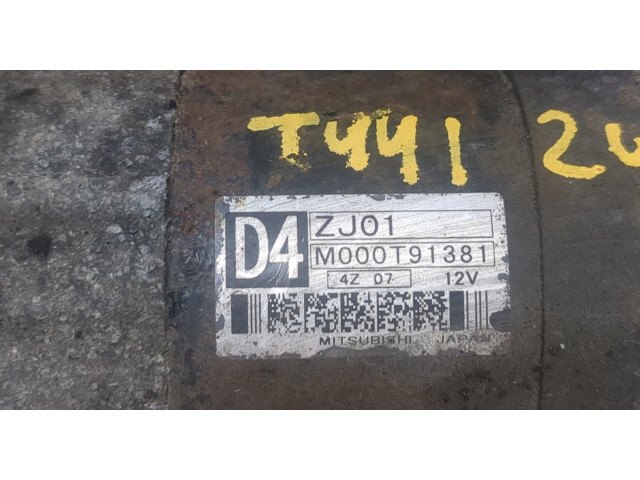 T441
D4
ZJ01
M000T91381
4Z 07 12V
MITSUBISHI JAPAN